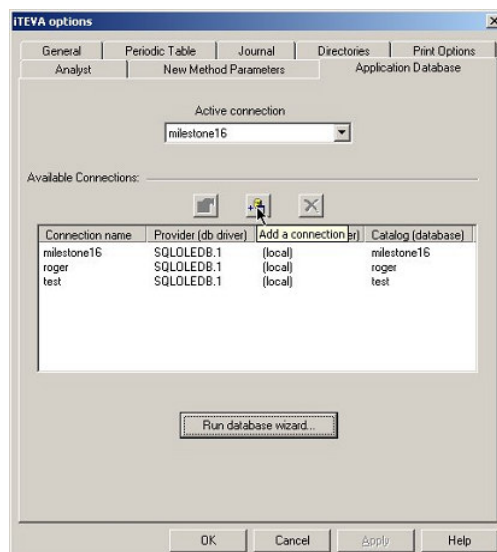 iTEVA options
General Periodic Table Journal Directories Print Options
Analyst New Method Parameters Application Database
Active connection
milestone16
Available Connections:
Connection name Provider (db driver) Add a connection er) Catalog (database)
milestone16 SQLOLEDB.1 (local) milestone16
roger SQLOLEDB.1 (local) roger
test SQLOLEDB.1 (local) test
Run database wizard...
OK Cancel Apply Help